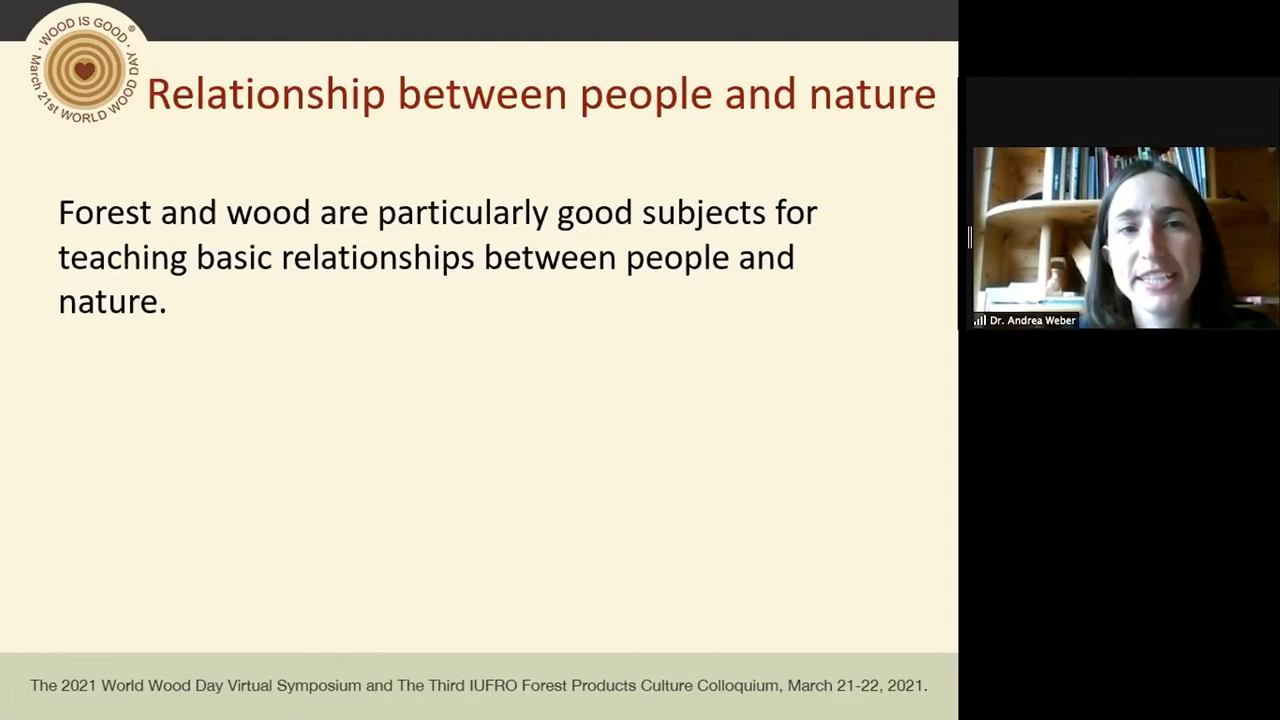 · WOOD IS GOOD ·
®
March 21st WORLD WOOD DAY
Relationship between people and nature
Forest and wood are particularly good subjects for
teaching basic relationships between people and
nature.
Dr. Andrea Weber
The 2021 World Wood Day Virtual Symposium and The Third IUFRO Forest Products Culture Colloquium, March 21-22, 2021.